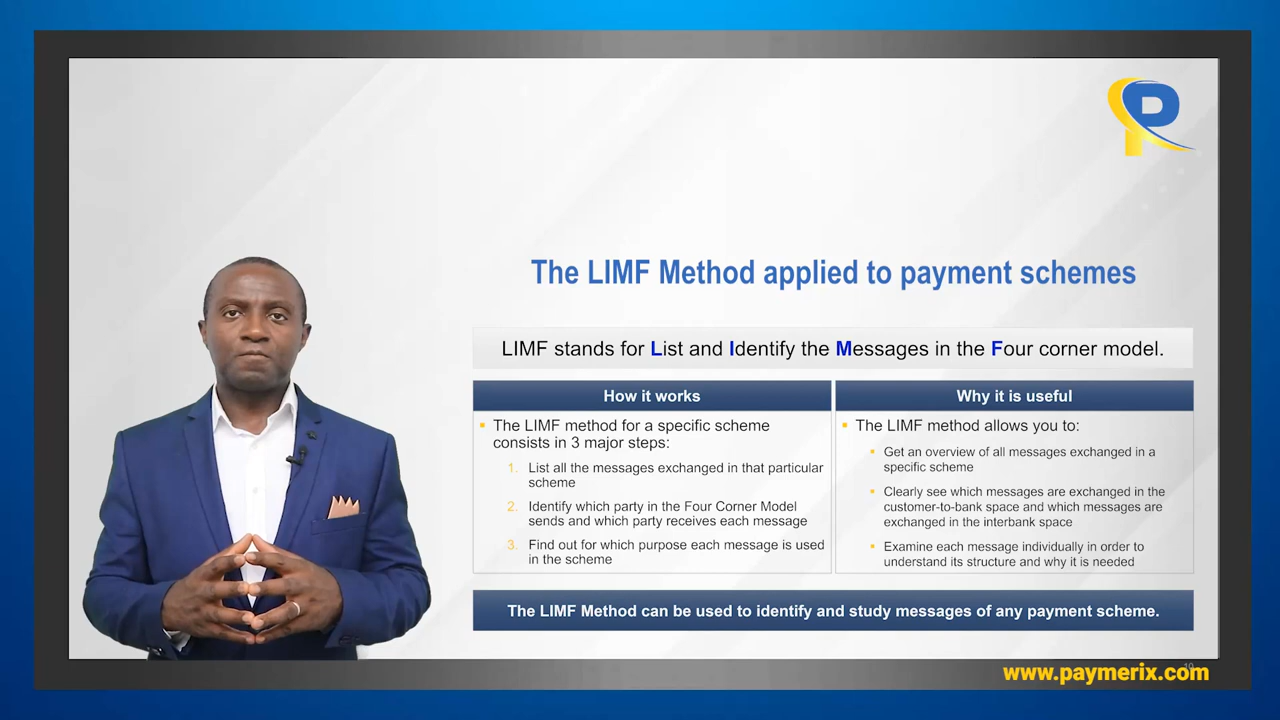 The LIMF Method applied to payment schemes
LIMF stands for List and Identify the Messages in the Four corner model.
How it works
The LIMF method for a specific scheme
consists in 3 major steps:
1. List all the messages exchanged in that particular
scheme
2. Identify which party in the Four Corner Model
sends and which party receives each message
3. Find out for which purpose each message is used
in the scheme
Why it is useful
The LIMF method allows you to:
Get an overview of all messages exchanged in a
specific scheme
Clearly see which messages are exchanged in the
customer-to-bank space and which messages are
exchanged in the interbank space
Examine each message individually in order to
understand its structure and why it is needed
The LIMF Method can be used to identify and study messages of any payment scheme.
www.paymerix.com